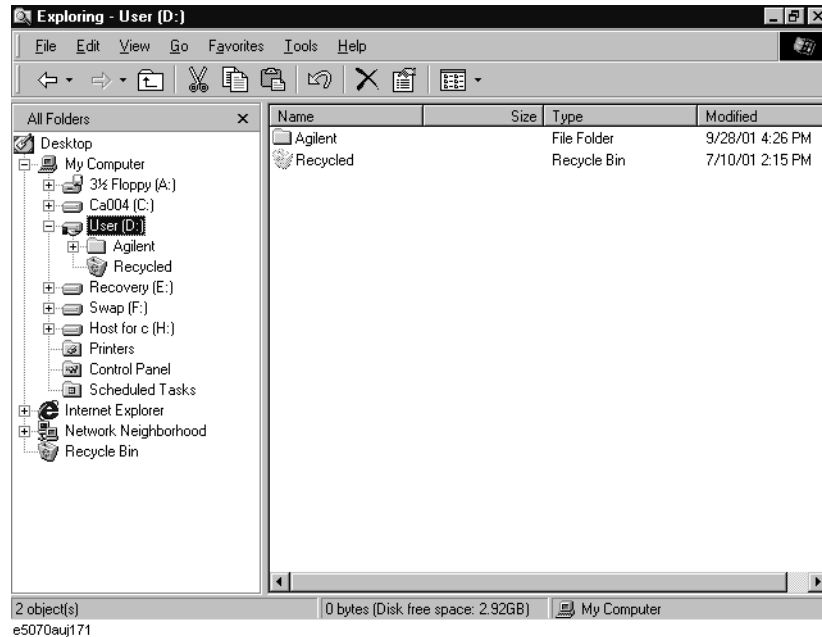 Exploring - User (D:)
File Edit View Go Favorites Tools Help
All Folders
Name Size Type Modified
Desktop
My Computer
3½ Floppy (A:)
Ca004 (C:)
User (D:)
Agilent
Recycled
Recovery (E:)
Swap (F:)
Host for c (H:)
Printers
Control Panel
Scheduled Tasks
Internet Explorer
Network Neighborhood
Recycle Bin
Agilent File Folder 9/28/01 4:26 PM
Recycled Recycle Bin 7/10/01 2:15 PM
2 object(s) 0 bytes (Disk free space: 2.92GB) My Computer
e5070auj171